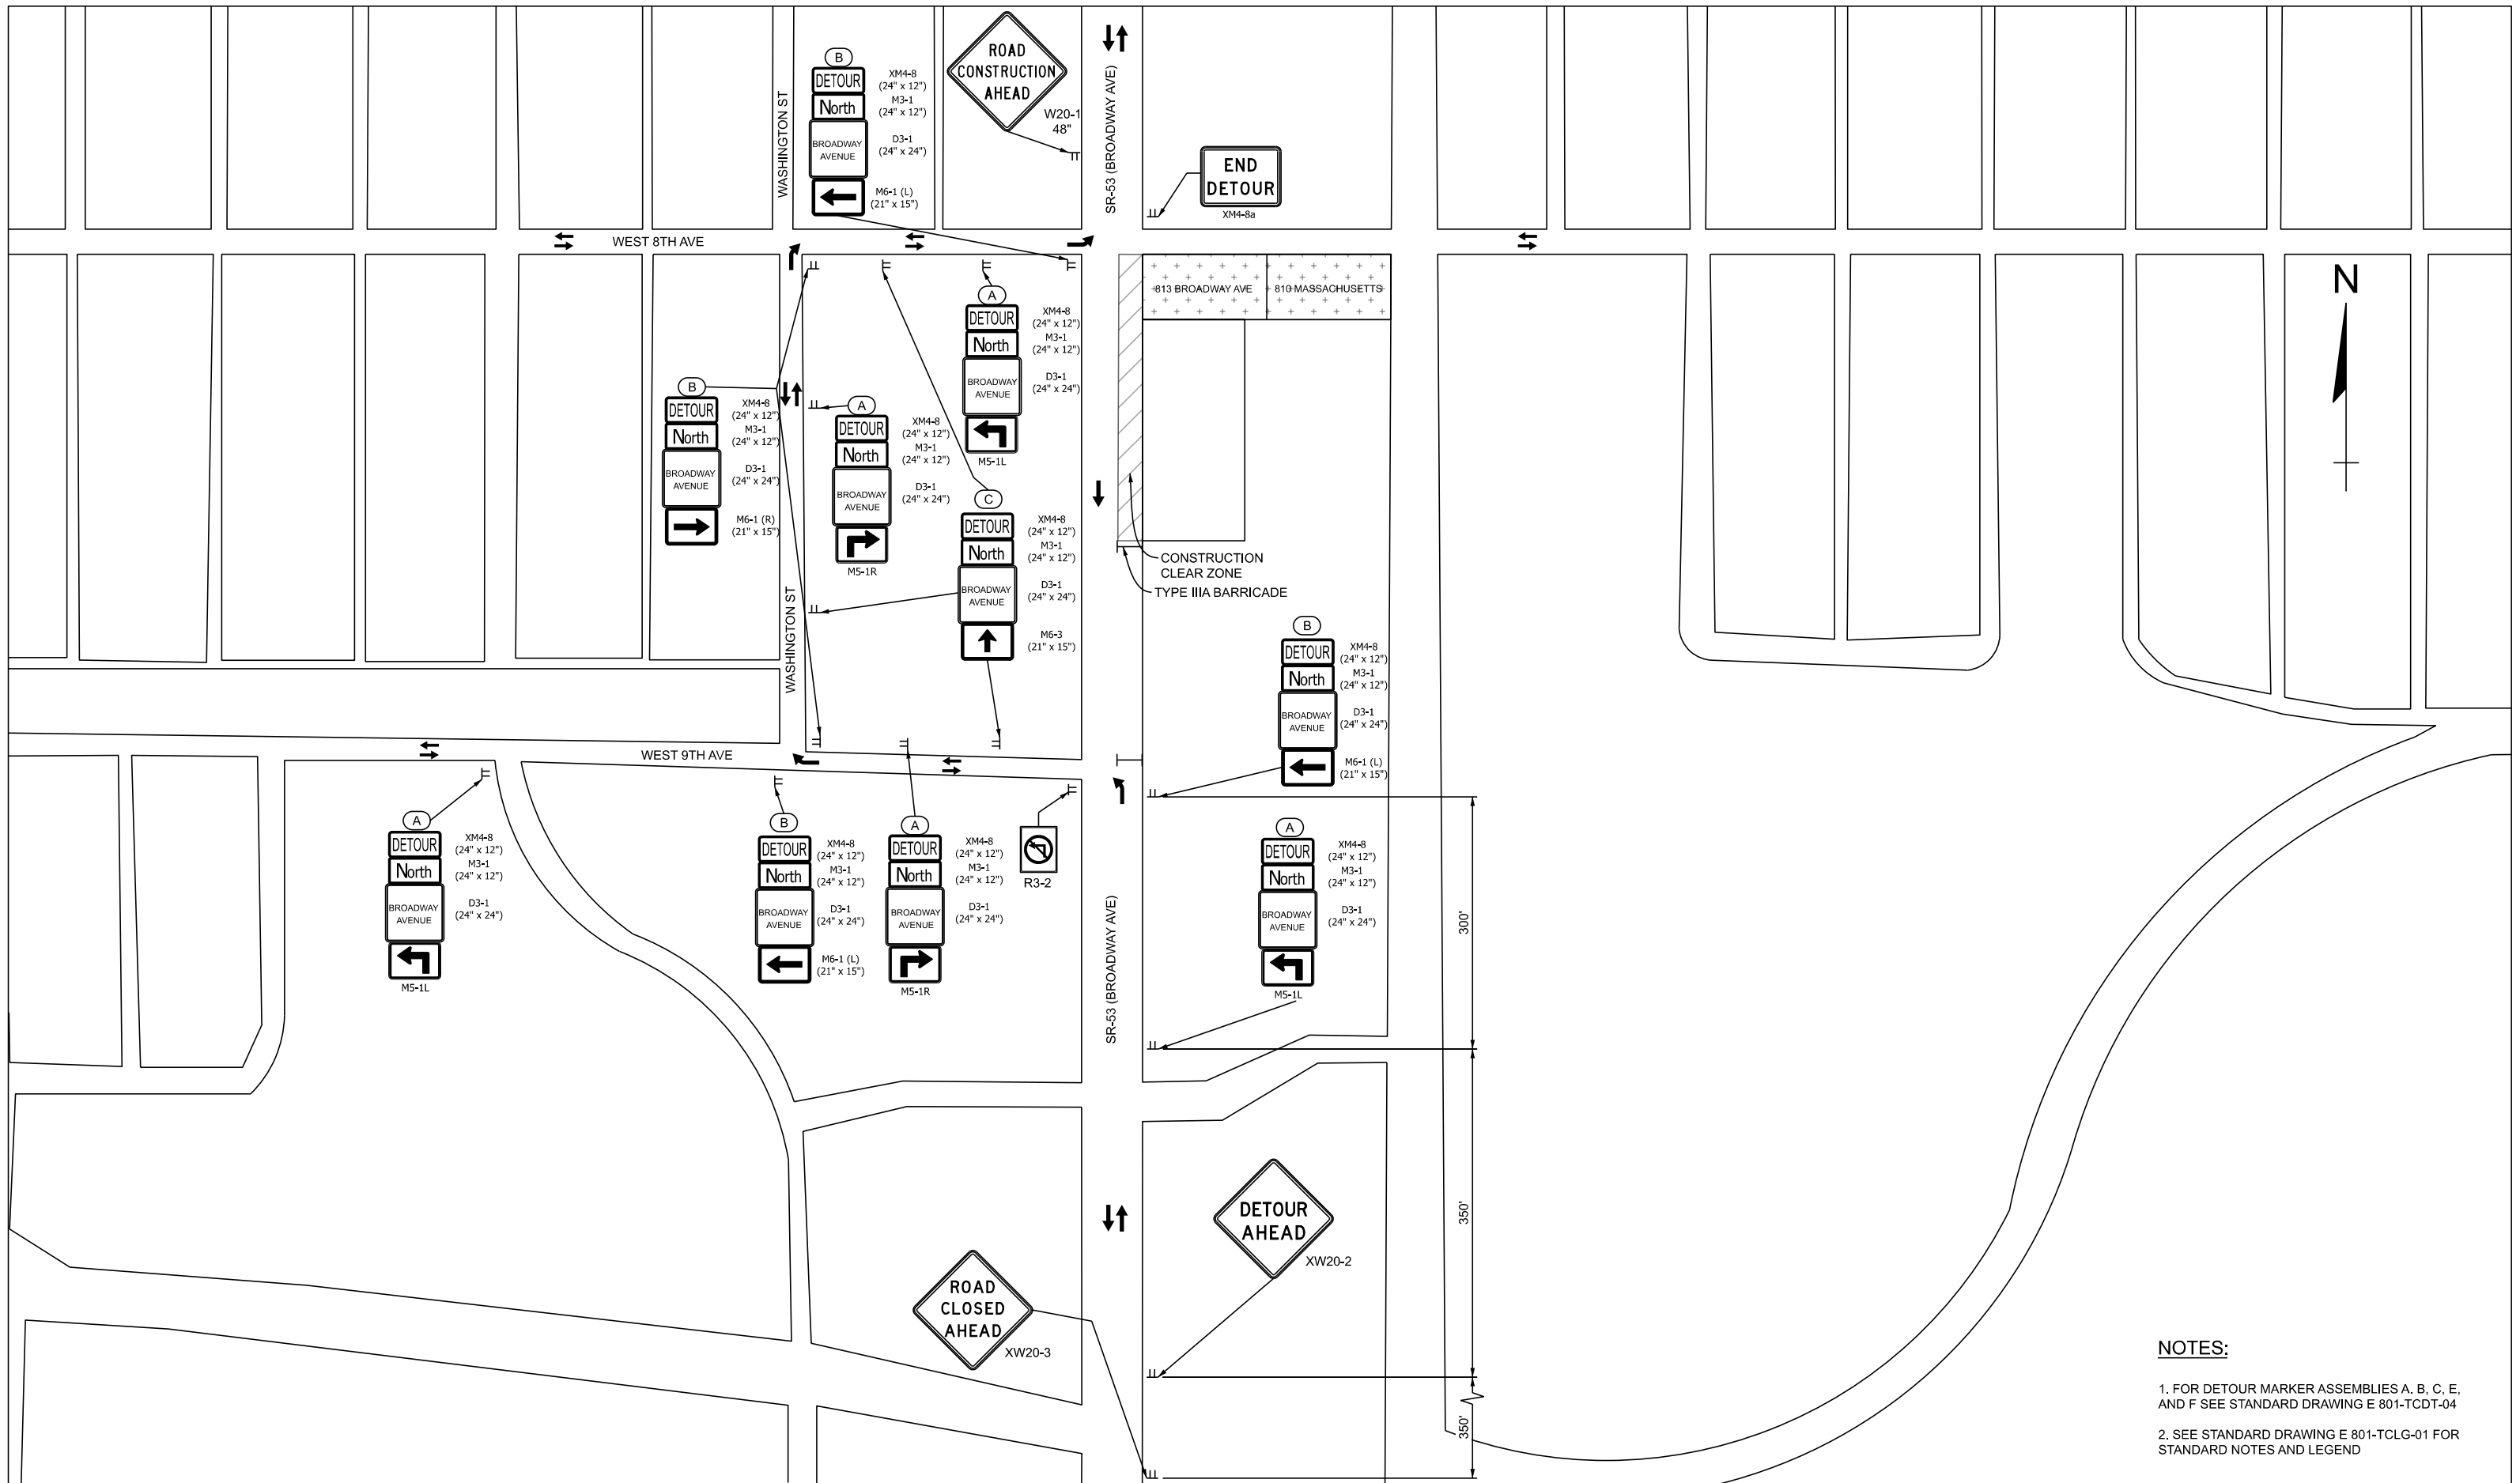 WASHINGTON ST
B
DETOUR
North
BROADWAY
AVENUE
XM4-8
(24" x 12")
M3-1
(24" x 12")
D3-1
(24" x 24")
M6-1 (L)
(21" x 15")
ROAD
CONSTRUCTION
AHEAD
W20-1
48"
SR-53 (BROADWAY AVE)
END
DETOUR
XM4-8a
WEST 8TH AVE
813 BROADWAY AVE
810 MASSACHUSETTS
N
A
DETOUR
North
BROADWAY
AVENUE
XM4-8
(24" x 12")
M3-1
(24" x 12")
D3-1
(24" x 24")
M5-1L
B
DETOUR
North
BROADWAY
AVENUE
XM4-8
(24" x 12")
M3-1
(24" x 12")
D3-1
(24" x 24")
M6-1 (R)
(21" x 15")
A
DETOUR
North
BROADWAY
AVENUE
XM4-8
(24" x 12")
M3-1
(24" x 12")
D3-1
(24" x 24")
M5-1R
C
DETOUR
North
BROADWAY
AVENUE
XM4-8
(24" x 12")
M3-1
(24" x 12")
D3-1
(24" x 24")
M6-3
(21" x 15")
CONSTRUCTION
CLEAR ZONE
TYPE IIIA BARRICADE
WASHINGTON ST
B
DETOUR
North
BROADWAY
AVENUE
XM4-8
(24" x 12")
M3-1
(24" x 12")
D3-1
(24" x 24")
M6-1 (L)
(21" x 15")
WEST 9TH AVE
A
DETOUR
North
BROADWAY
AVENUE
XM4-8
(24" x 12")
M3-1
(24" x 12")
D3-1
(24" x 24")
M5-1L
B
DETOUR
North
BROADWAY
AVENUE
XM4-8
(24" x 12")
M3-1
(24" x 12")
D3-1
(24" x 24")
M6-1 (L)
(21" x 15")
A
DETOUR
North
BROADWAY
AVENUE
XM4-8
(24" x 12")
M3-1
(24" x 12")
D3-1
(24" x 24")
M5-1R
R3-2
SR-53 (BROADWAY AVE)
A
DETOUR
North
BROADWAY
AVENUE
XM4-8
(24" x 12")
M3-1
(24" x 12")
D3-1
(24" x 24")
M5-1L
300'
350'
350'
DETOUR
AHEAD
XW20-2
ROAD
CLOSED
AHEAD
XW20-3
NOTES:
1. FOR DETOUR MARKER ASSEMBLIES A, B, C, E,
AND F SEE STANDARD DRAWING E 801-TCDT-04
2. SEE STANDARD DRAWING E 801-TCLG-01 FOR
STANDARD NOTES AND LEGEND